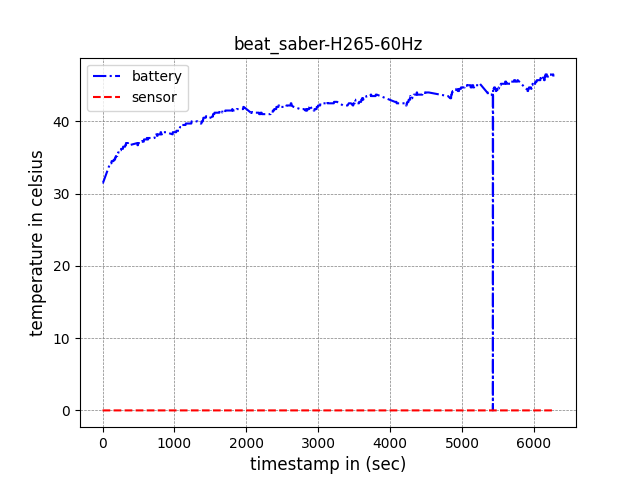 beat_saber-H265-60Hz
battery
sensor
temperature in celsius
40
30
20
10
0
0 1000 2000 3000 4000 5000 6000
timestamp in (sec)